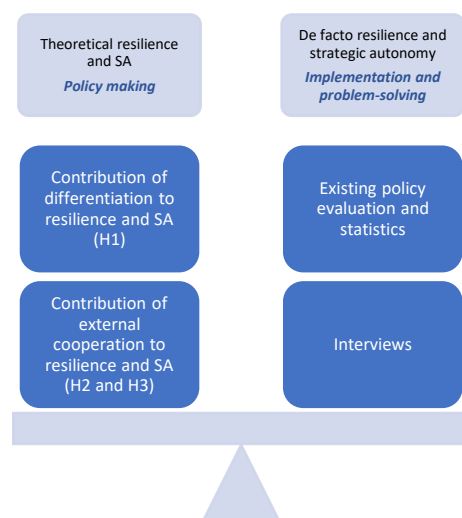 Theoretical resilience
and SA
Policy making
De facto resilience and
strategic autonomy
Implementation and
problem-solving
Contribution of
differentiation to
resilience and SA
(H1)
Existing policy
evaluation and
statistics
Contribution of
external
cooperation to
resilience and SA
(H2 and H3)
Interviews